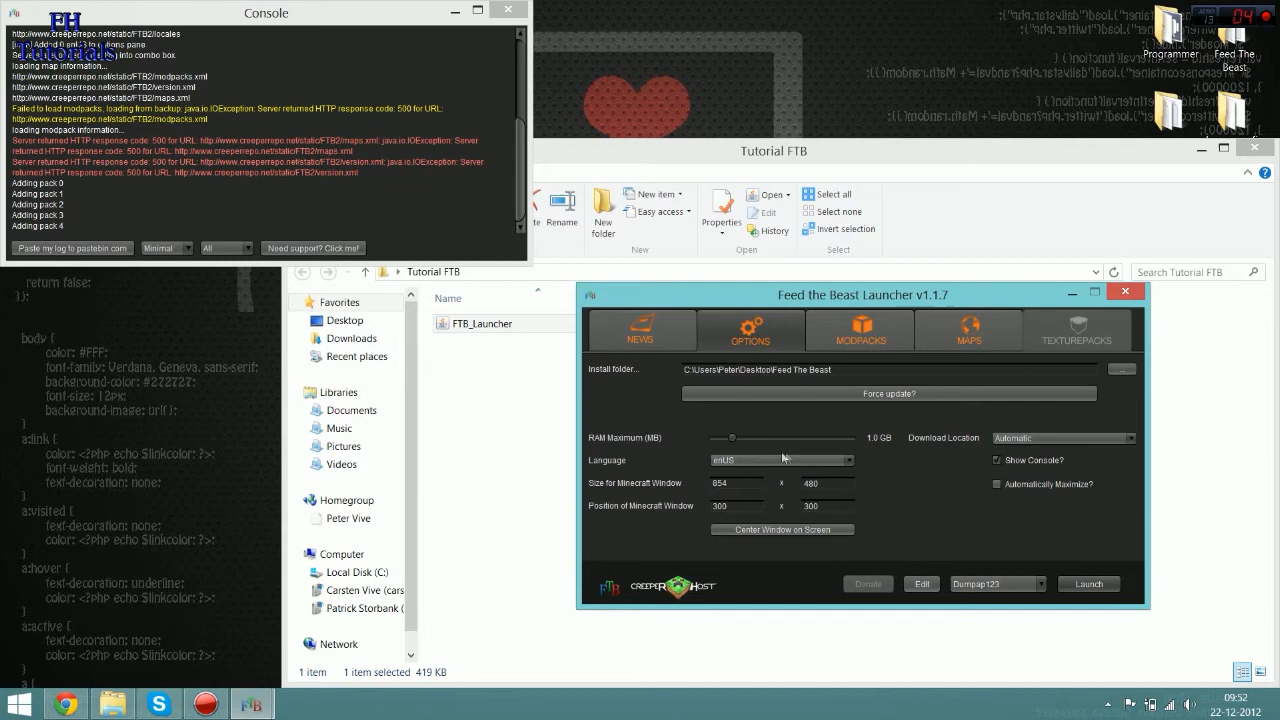 Console
FH
Tutorials
http://www.creeperrepo.net/static/FTB2/locales
loading map information...
http://www.creeperrepo.net/static/FTB2/modpacks.xml
http://www.creeperrepo.net/static/FTB2/version.xml
http://www.creeperrepo.net/static/FTB2/maps.xml
Failed to load modpacks, loading from backup: java.io.IOException: Server returned HTTP response code: 500 for URL:
http://www.creeperrepo.net/static/FTB2/modpacks.xml
loading modpack information...
Server returned HTTP response code: 500 for URL: http://www.creeperrepo.net/static/FTB2/maps.xml: java.io.IOException: Server
returned HTTP response code: 500 for URL: http://www.creeperrepo.net/static/FTB2/maps.xml
Server returned HTTP response code: 500 for URL: http://www.creeperrepo.net/static/FTB2/version.xml: java.io.IOException: Server
returned HTTP response code: 500 for URL: http://www.creeperrepo.net/static/FTB2/version.xml
Adding pack 0
Adding pack 1
Adding pack 2
Adding pack 3
Adding pack 4
Paste my log to pastebin.com
Minimal
All
Need support? Click me!
AERO
13
04
Programmer
Feed The
Beast
Tutorial FTB
Rename
New
folder
New item
Easy access
New
Properties
Open
Edit
History
Open
Select all
Select none
Invert selection
Select
Tutorial FTB
Search Tutorial FTB
Favorites
Desktop
Downloads
Recent places
Libraries
Documents
Music
Pictures
Videos
Homegroup
Peter Vive
Computer
Local Disk (C:)
Carsten Vive (cars
Patrick Storbank (
Network
Name
FTB_Launcher
1 item
1 item selected 419 KB
Feed the Beast Launcher v1.1.7
NEWS
OPTIONS
MODPACKS
MAPS
TEXTUREPACKS
Install folder...
C:\Users\Peter\Desktop\Feed The Beast
...
Force update?
RAM Maximum (MB)
1.0 GB
Download Location
Automatic
Language
enUS
Show Console?
Size for Minecraft Window
854
x
480
Automatically Maximize?
Position of Minecraft Window
300
x
300
Center Window on Screen
FTB
CREEPER HOST
Donate
Edit
Dumpap123
Launch
return false;
});
body {
color: #FFF;
font-family: Verdana, Geneva, sans-serif;
background-color: #272727;
font-size: 12px;
background-image: url(
}
a:link {
font-weight: bold;
color: <?php echo $linkcolor; ?>;
}
a:visited {
color: <?php echo $linkcolor; ?>;
text-decoration: none;
}
a:hover {
text-decoration: underline;
color: <?php echo $linkcolor; ?>;
}
a:active {
text-decoration: none;
color: <?php echo $linkcolor; ?>;
}
09:52
22-12-2012